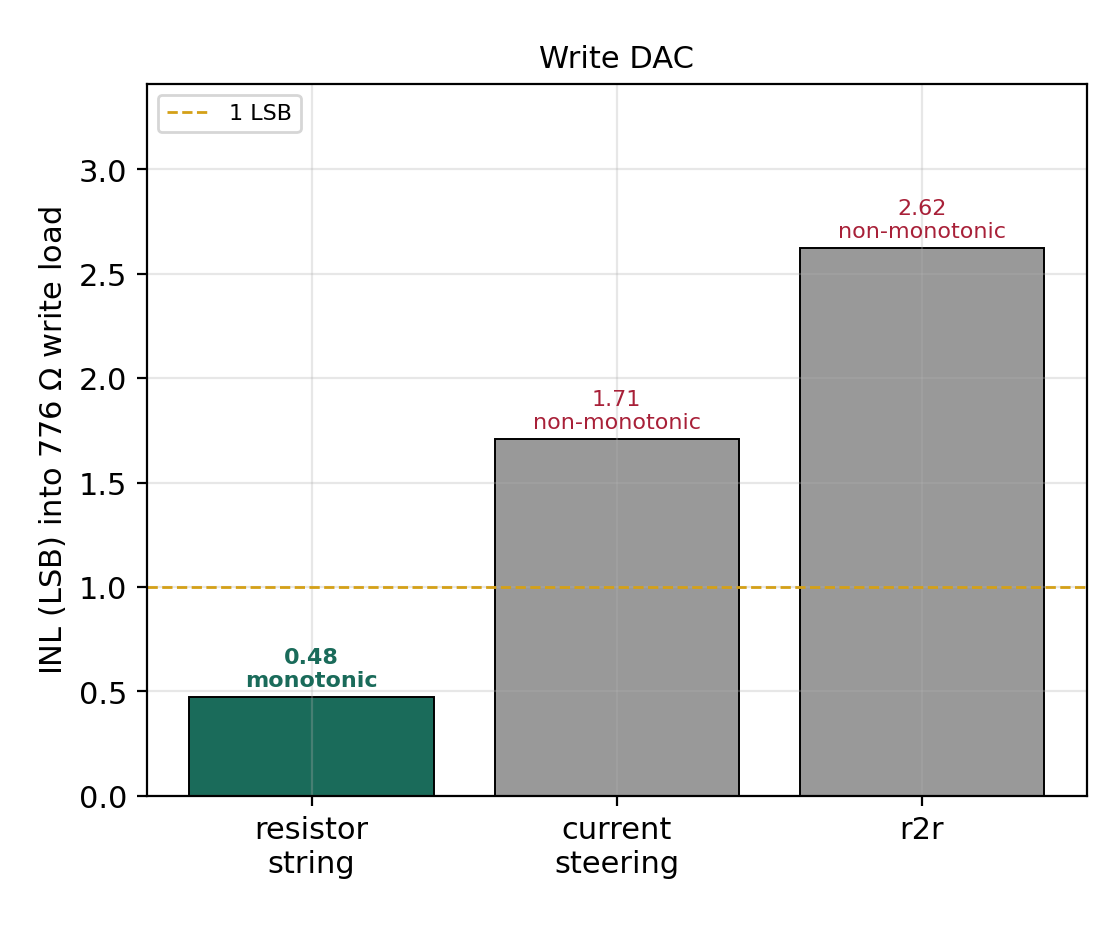 Write DAC
1 LSB
INL (LSB) into 776 Ω write load
3.0
2.5
2.0
1.5
1.0
0.5
0.0
2.62
non-monotonic
1.71
non-monotonic
0.48
monotonic
resistor
string
current
steering
r2r